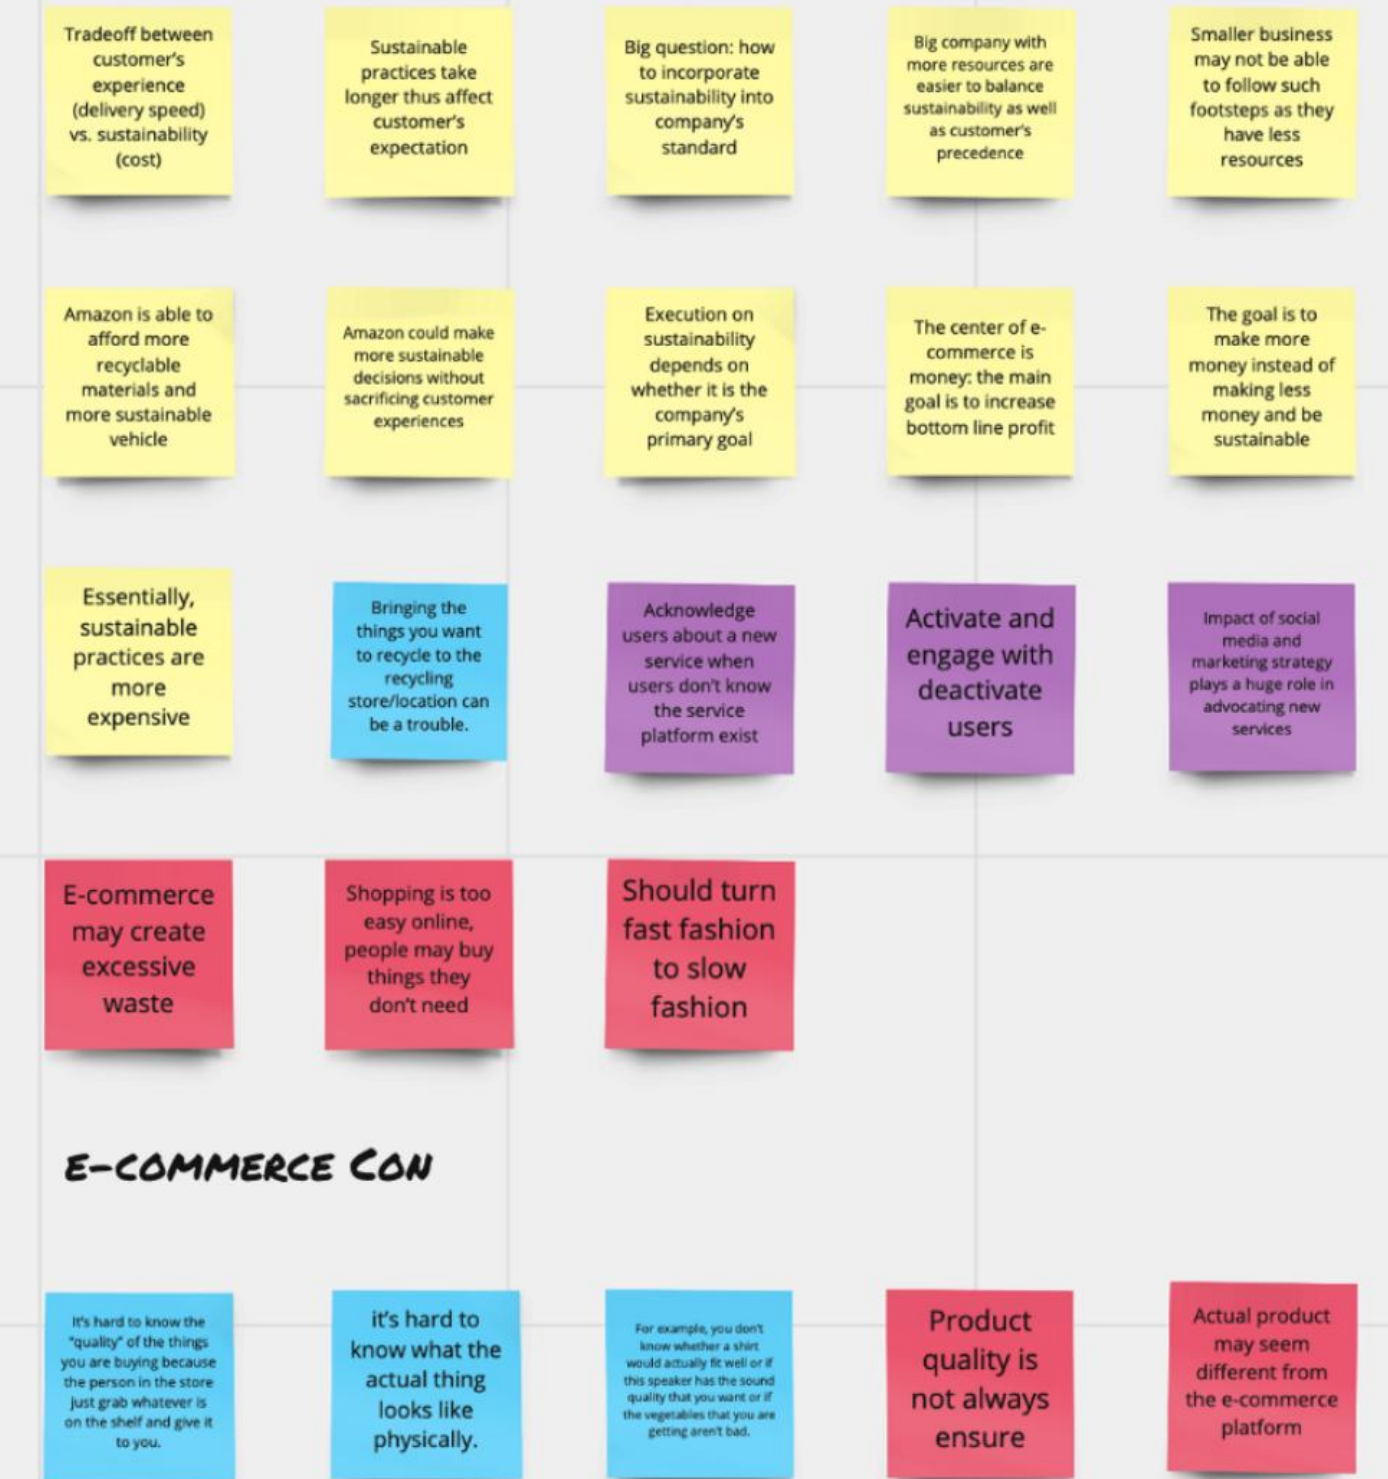 Tradeoff between
customer's
experience
(delivery speed)
vs. sustainability
(cost)
Sustainable
practices take
longer thus affect
customer's
expectation
Big question: how
to incorporate
sustainability into
company's
standard
Big company with
more resources are
easier to balance
sustainability as well
as customer's
precedence
Smaller business
may not be able
to follow such
footsteps as they
have less
resources
Amazon is able to
afford more
recyclable
materials and
more sustainable
vehicle
Amazon could make
more sustainable
decisions without
sacrificing customer
experiences
Execution on
sustainability
depends on
whether it is the
company's
primary goal
The center of e-
commerce is
money: the main
goal is to increase
bottom line profit
The goal is to
make more
money instead of
making less
money and be
sustainable
Essentially,
sustainable
practices are
more
expensive
Bringing the
things you want
to recycle to the
recycling
store/location can
be a trouble.
Acknowledge
users about a new
service when
users don't know
the service
platform exist
Activate and
engage with
deactivate
users
Impact of social
media and
marketing strategy
plays a huge role in
advocating new
services
E-commerce
may create
excessive
waste
Shopping is too
easy online,
people may buy
things they
don't need
Should turn
fast fashion
to slow
fashion
E-COMMERCE CON
It's hard to know the
"quality" of the things
you are buying because
the person in the store
just grab whatever is
on the shelf and give it
to you.
it's hard to
know what the
actual thing
looks like
physically.
For example, you don't
know whether a shirt
would actually fit well or if
this speaker has the sound
quality that you want or if
the vegetables that you are
getting aren't bad.
Product
quality is
not always
ensure
Actual product
may seem
different from
the e-commerce
platform